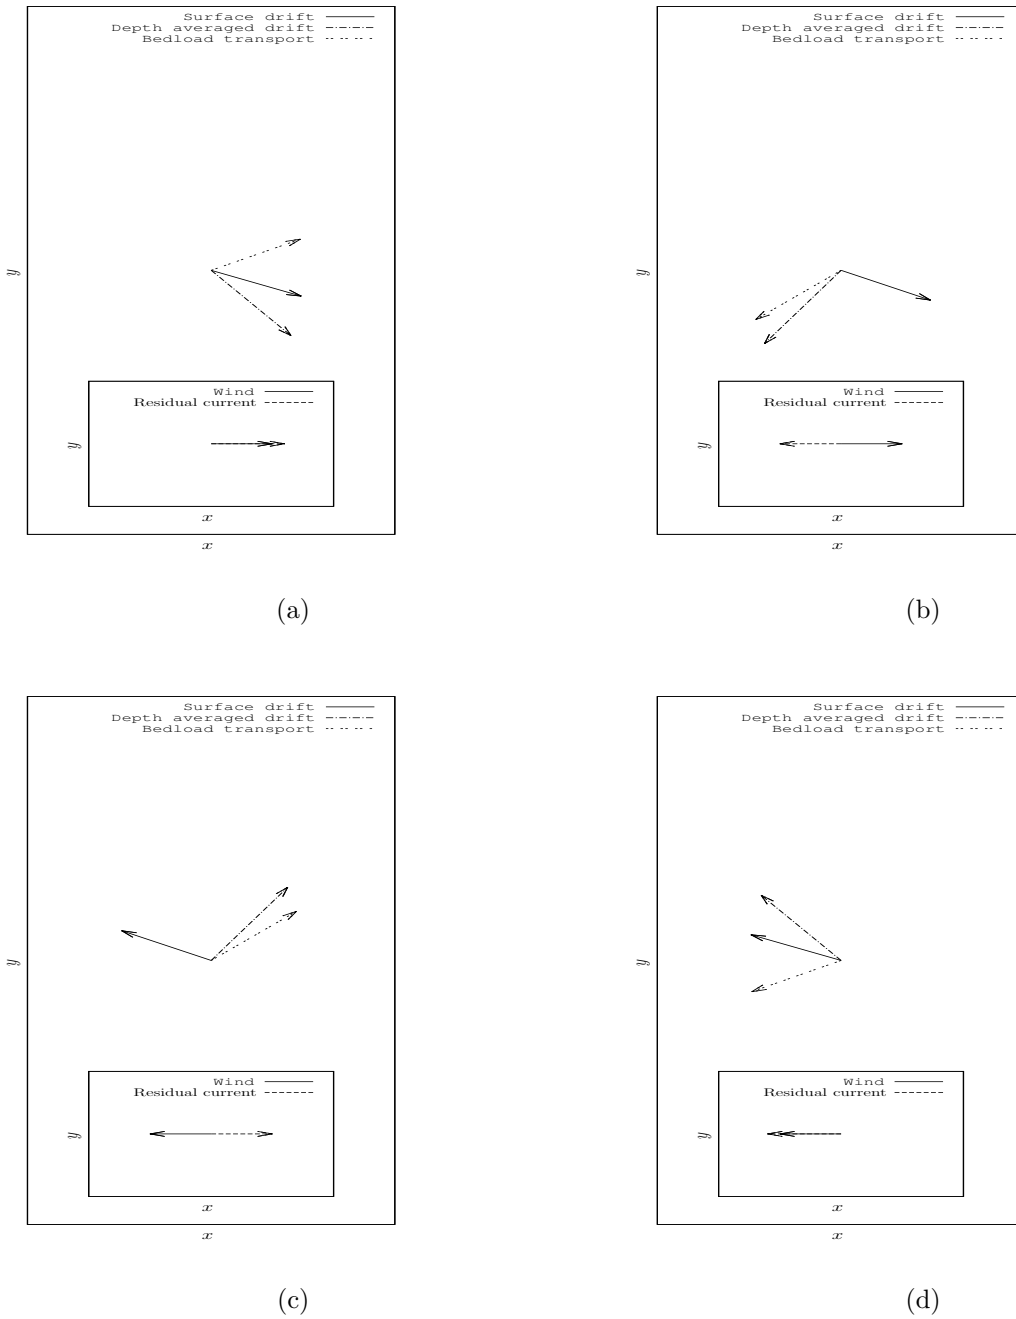 Surface drift
Depth averaged drift
Bedload transport
y
Wind
Residual current
y
x
x
(a)
Surface drift
Depth averaged drift
Bedload transport
y
Wind
Residual current
y
x
x
(b)
Surface drift
Depth averaged drift
Bedload transport
y
Wind
Residual current
y
x
x
(c)
Surface drift
Depth averaged drift
Bedload transport
y
Wind
Residual current
y
x
x
(d)